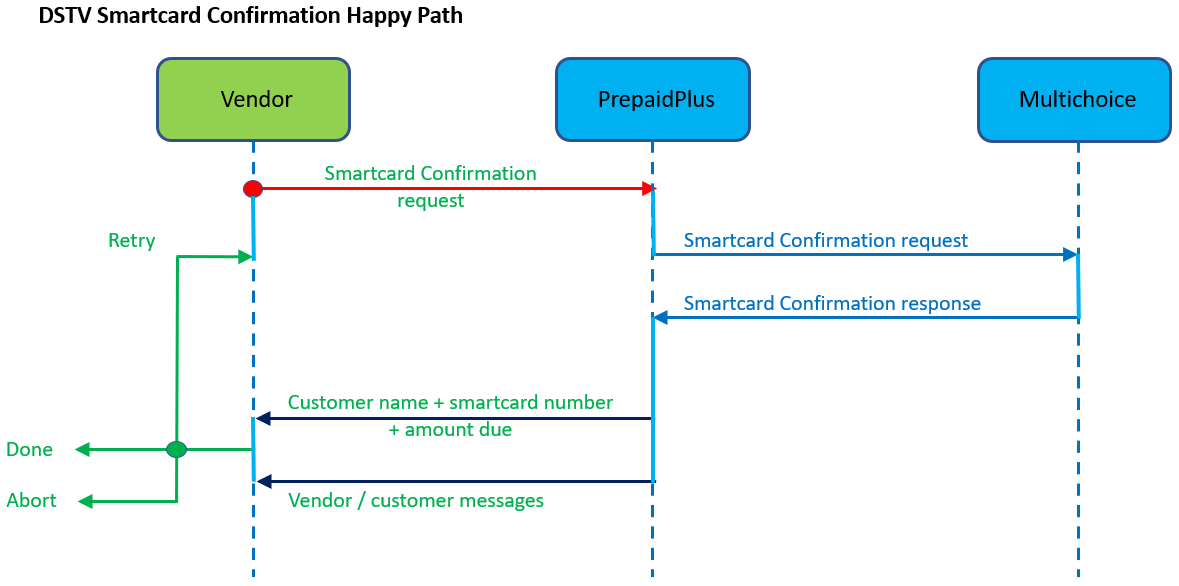 DSTV Smartcard Confirmation Happy Path
Vendor
PrepaidPlus
Multichoice
Smartcard Confirmation
request
Retry
Smartcard Confirmation request
Smartcard Confirmation response
Customer name + smartcard number
+ amount due
Done
Abort
Vendor / customer messages